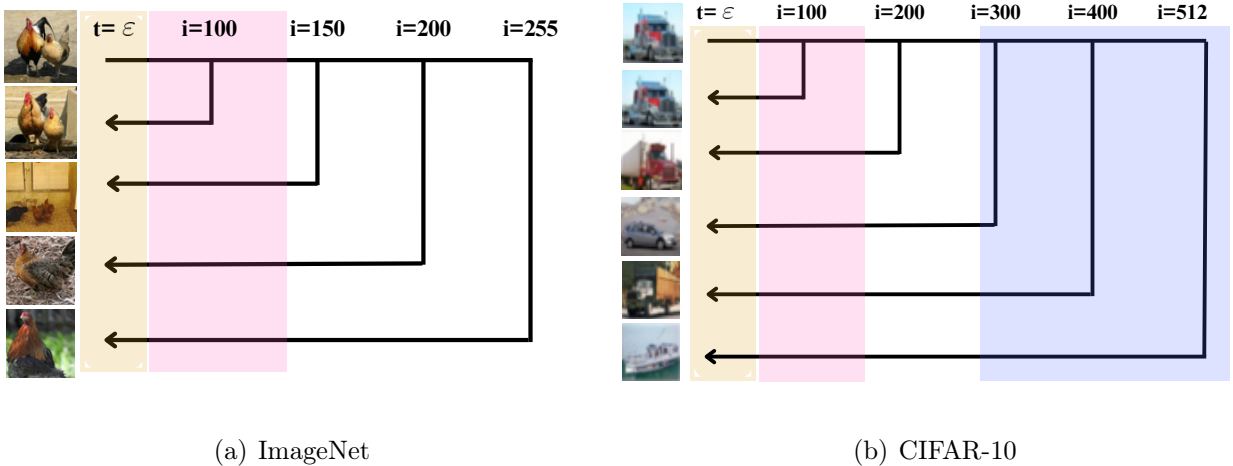 t= ε i=100 i=150 i=200 i=255
t= ε i=100 i=200 i=300 i=400 i=512
(a) ImageNet
(b) CIFAR-10